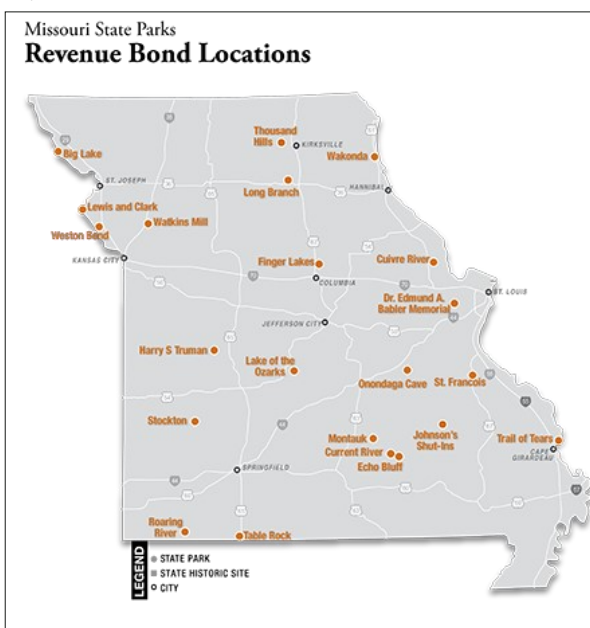 Missouri State Parks
Revenue Bond Locations
Thousand
Hills
KIRKSVILLE
Wakonda
Big Lake
ST. JOSEPH
Long Branch
HANNIBAL
Lewis and Clark
Watkins Mill
Weston Bend
KANSAS CITY
Finger Lakes
Cuivre River
COLUMBIA
ST. LOUIS
Dr. Edmund A.
Babler Memorial
JEFFERSON CITY
Harry S Truman
Lake of the
Ozarks
Onondaga Cave
St. Francois
Stockton
Montauk
Johnson's
Shut-Ins
Trail of Tears
Current River
CAPE
GIRARDEAU
Echo Bluff
SPRINGFIELD
Roaring
River
Table Rock
LEGEND
STATE PARK
STATE HISTORIC SITE
CITY